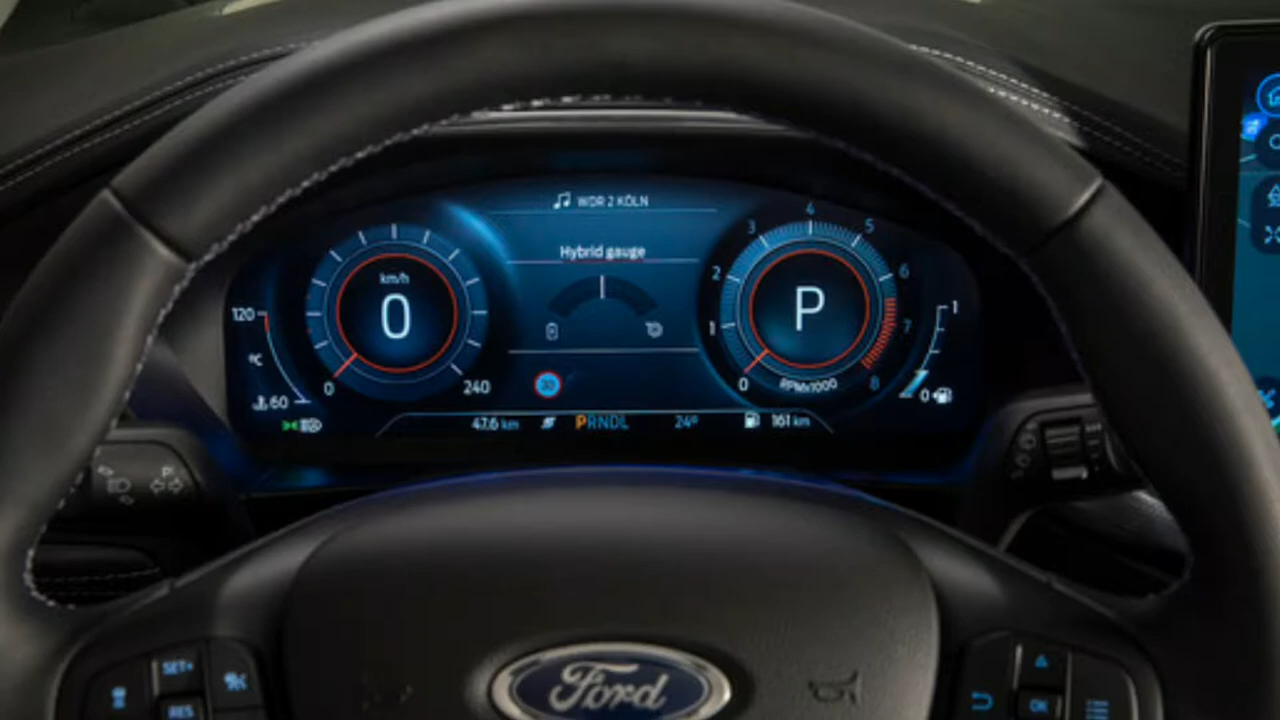 WDR 2 KÖLN
Hybrid gauge
km/h
0
0
240
120
°C
60
P
0
1
2
3
4
5
6
7
8
RPMx1000
1
0
30
47.6 km
PRNDL
24°
161 km
P
SET+
RES
Ford
OK